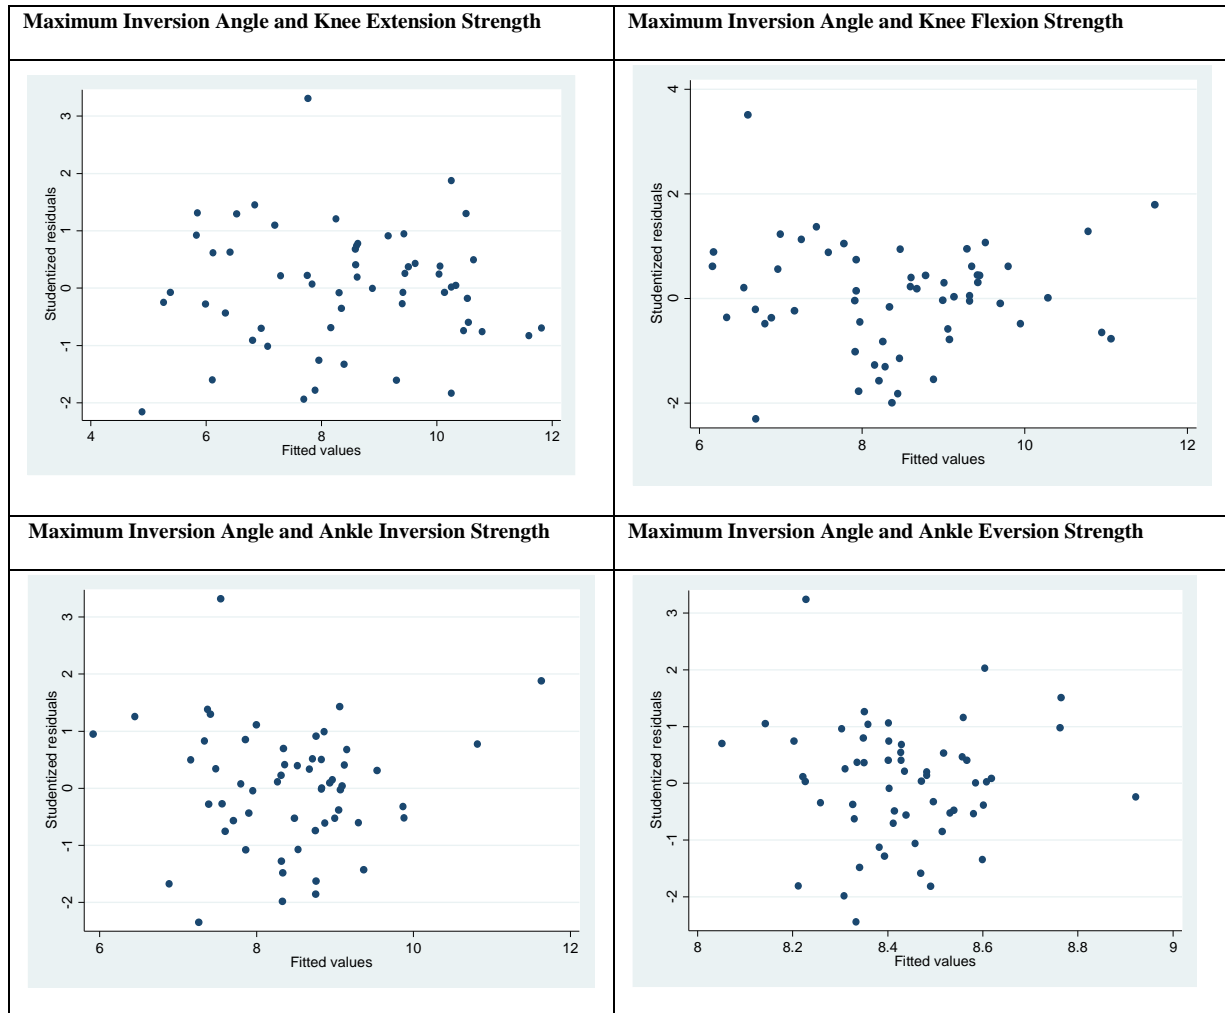 Maximum Inversion Angle and Knee Extension Strength
Maximum Inversion Angle and Knee Flexion Strength
Studentized residuals
3
2
1
0
-1
-2
4 6 8 10 12
Fitted values
Studentized residuals
4
2
0
-2
6 8 10 12
Fitted values
Maximum Inversion Angle and Ankle Inversion Strength
Maximum Inversion Angle and Ankle Eversion Strength
Studentized residuals
3
2
1
0
-1
-2
6 8 10 12
Fitted values
Studentized residuals
3
2
1
0
-1
-2
8 8.2 8.4 8.6 8.8 9
Fitted values